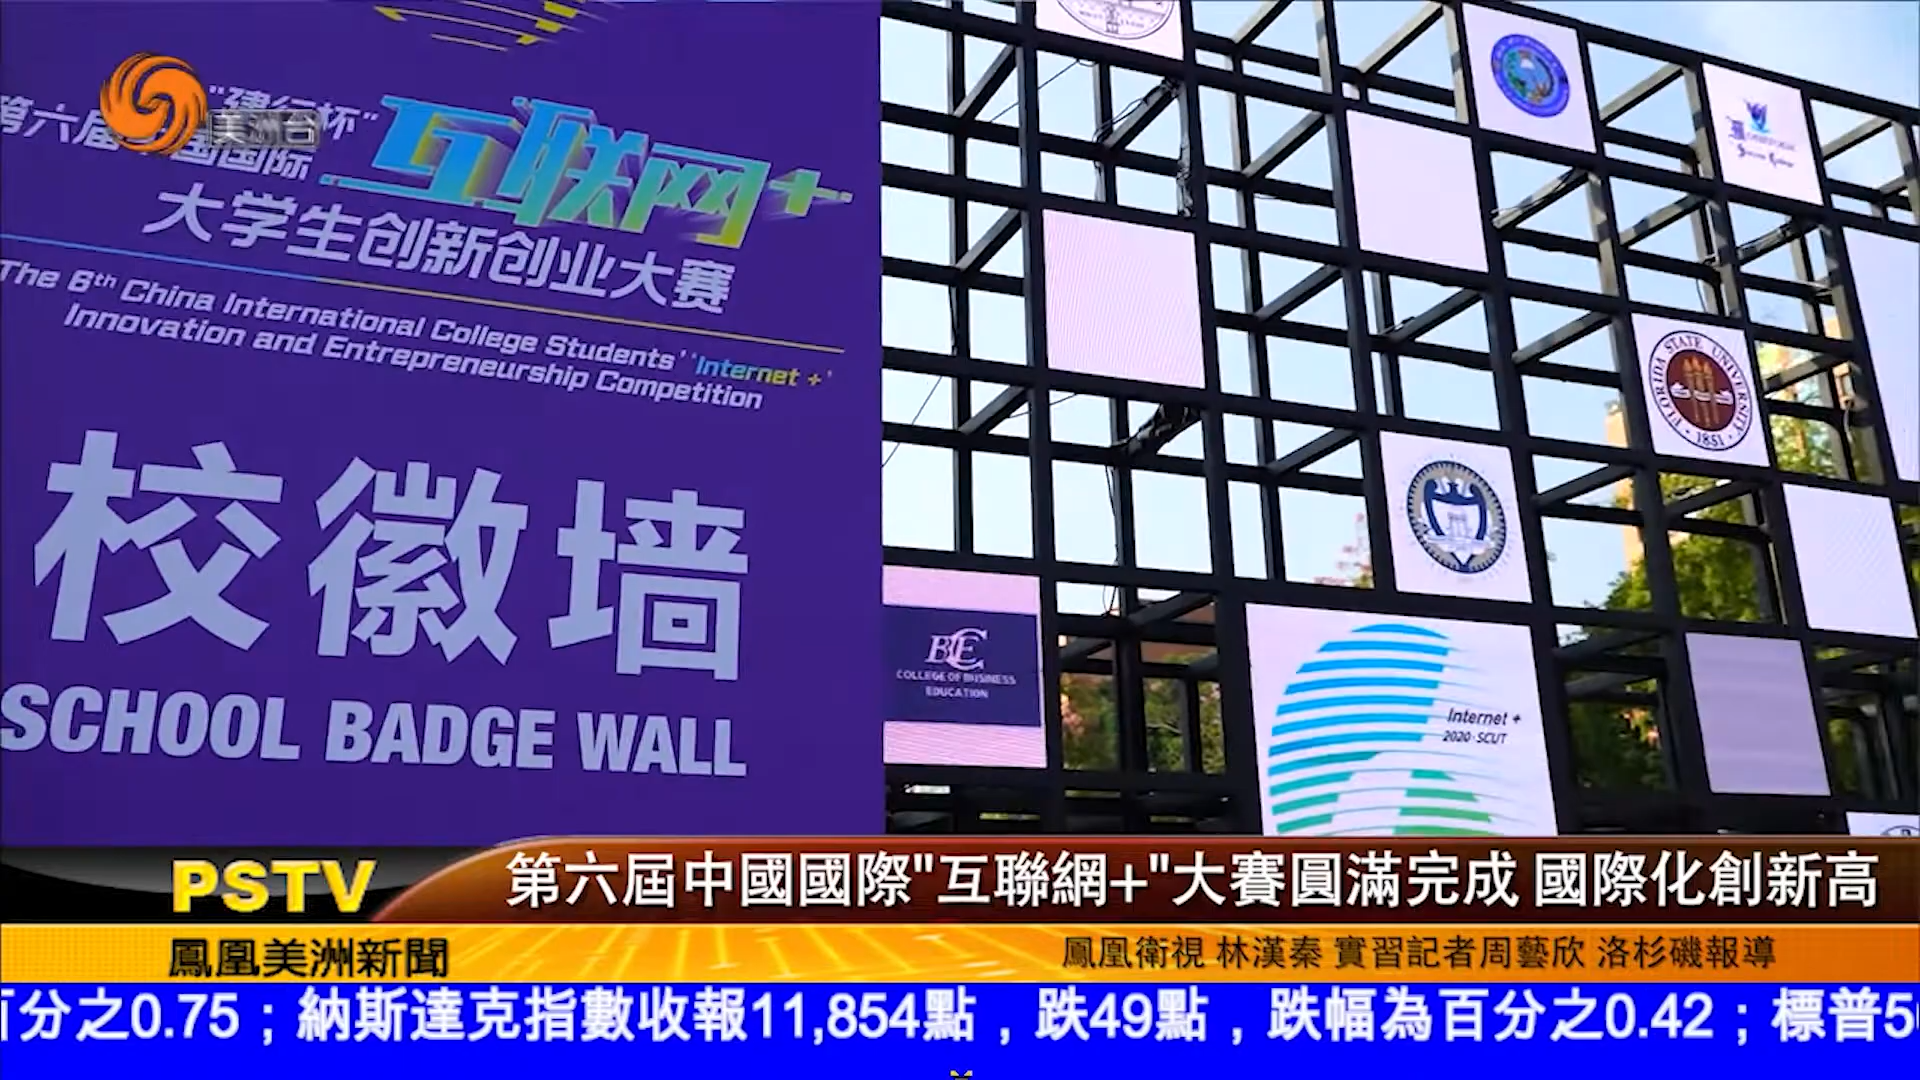 美洲台
"建行杯"
第六届中国国际
互联网+
大学生创新创业大赛
The 6th China International College Students' 'Internet +'
Innovation and Entrepreneurship Competition
校徽墙
SCHOOL BADGE WALL
FLORIDA STATE UNIVERSITY
1851
BCE
COLLEGE OF BUSINESS
EDUCATION
Internet +
2020·SCUT
PSTV
第六屆中國國際"互聯網+"大賽圓滿完成 國際化創新高
鳳凰美洲新聞
鳳凰衛視 林漢秦 實習記者周藝欣 洛杉磯報導
百分之0.75；納斯達克指數收報11,854點，跌49點，跌幅為百分之0.42；標普5